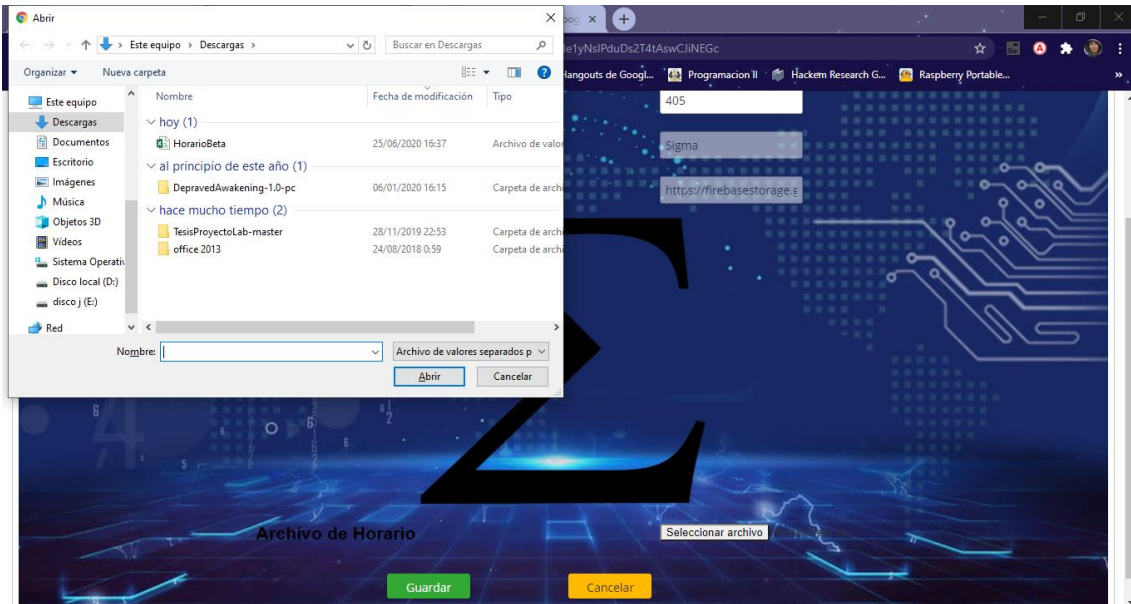 Abrir
Este equipo > Descargas >
Buscar en Descargas
Organizar
Nueva carpeta
Este equipo
Descargas
Documentos
Escritorio
Imágenes
Música
Objetos 3D
Vídeos
Sistema Operativ
Disco local (D:)
disco j (E:)
Red
Nombre Fecha de modificación Tipo
hoy (1)
HorarioBeta 25/06/2020 16:37 Archivo de valor
al principio de este año (1)
DepravedAwakening-1.0-pc 06/01/2020 16:15 Carpeta de archi
hace mucho tiempo (2)
TesisProyectoLab-master 28/11/2019 22:53 Carpeta de archi
office 2013 24/08/2018 0:59 Carpeta de archi
Nombre:
Archivo de valores separados p
Abrir
Cancelar
Hangouts de Googl...
Programacion II
Hackem Research G...
Raspberry Portable...
405
Sigma
https://firebasestorage.g
Σ
Archivo de Horario
Seleccionar archivo
Guardar
Cancelar